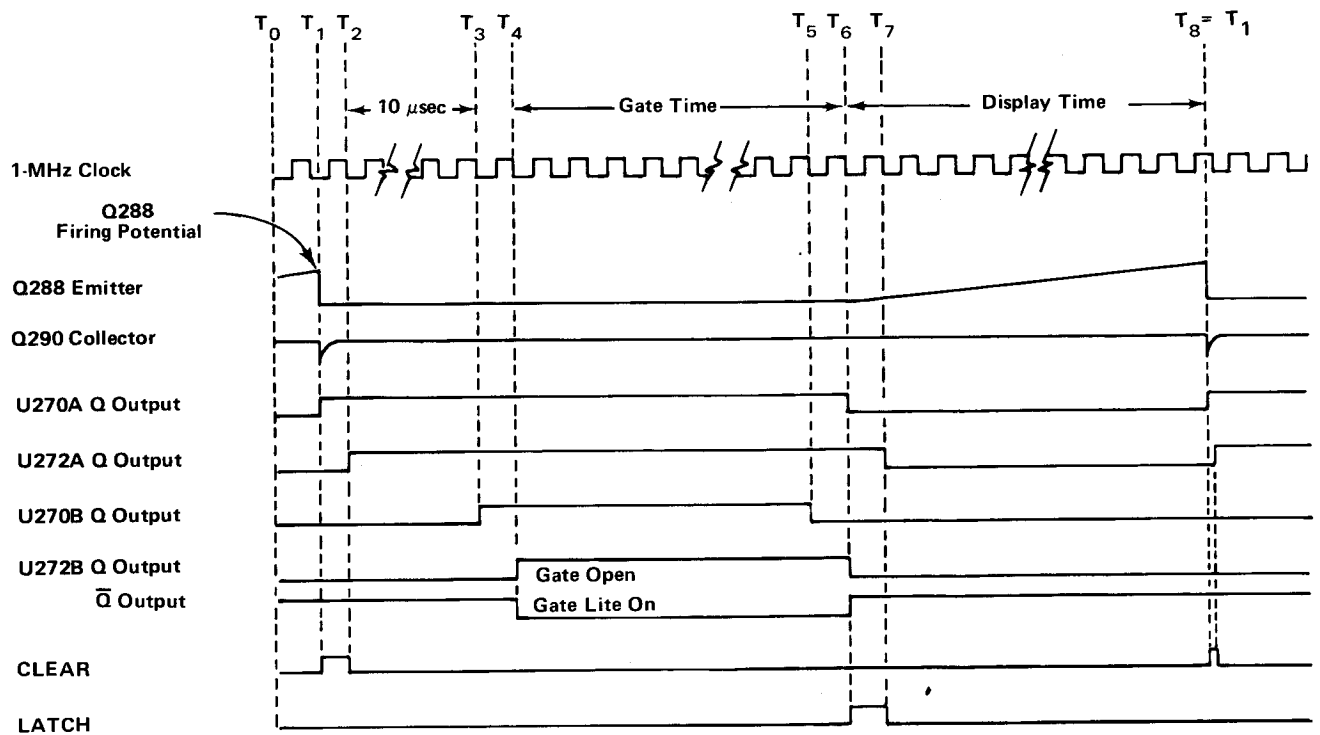 T0 T1 T2 T3 T4 T5 T6 T7 T8= T1
10 μsec Gate Time Display Time
1-MHz Clock
Q288
Firing Potential
Q288 Emitter
Q290 Collector
U270A Q Output
U272A Q Output
U270B Q Output
U272B Q Output Gate Open
Q̅ Output Gate Lite On
CLEAR
LATCH